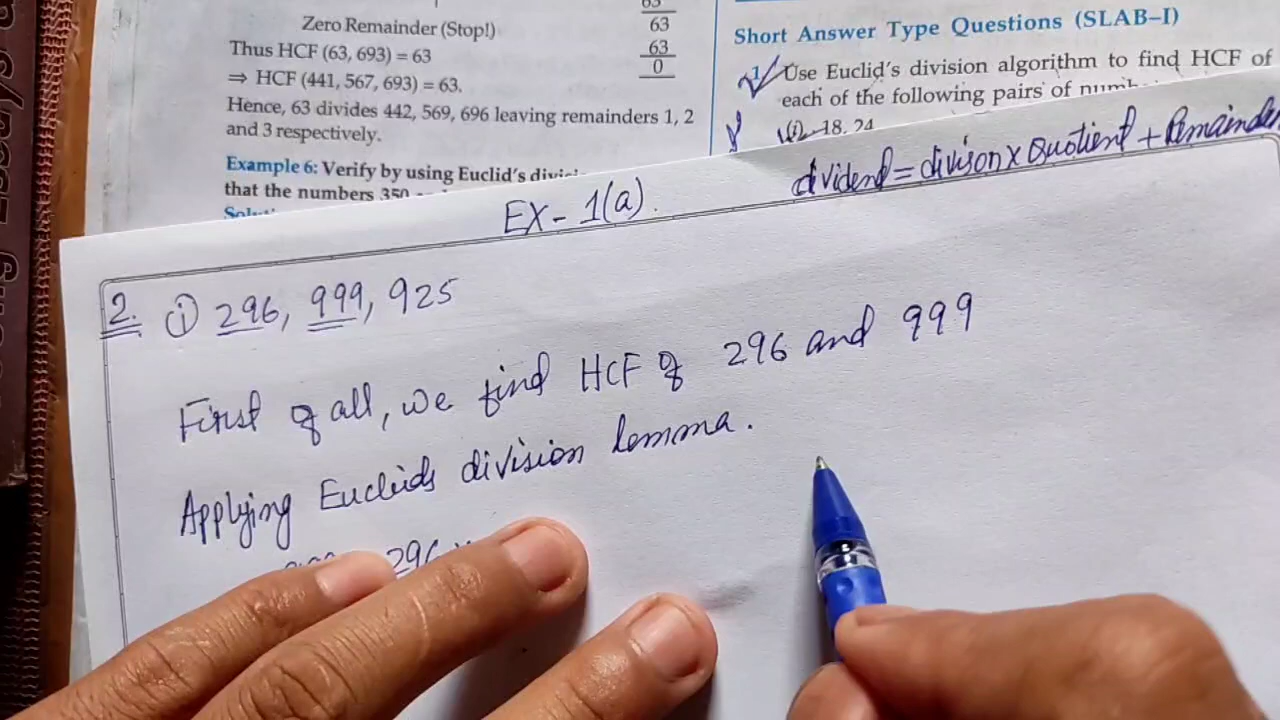 Zero Remainder (Stop!)
Thus HCF (63, 693) = 63
⇒ HCF (441, 567, 693) = 63.
Hence, 63 divides 442, 569, 696 leaving remainders 1, 2
and 3 respectively.
Example 6: Verify by using Euclid's
that the numbers 350
63
63
63
0
Short Answer Type Questions (SLAB–I)
1. Use Euclid's division algorithm to find HCF of
each of the following pairs of
(i) 18, 24
dividend = divison × Quotient + Remainder
EX - 1(a).
2. (i) 296, 999, 925
First of all, we find HCF of 296 and 999
Applying Euclids division lemma.
296